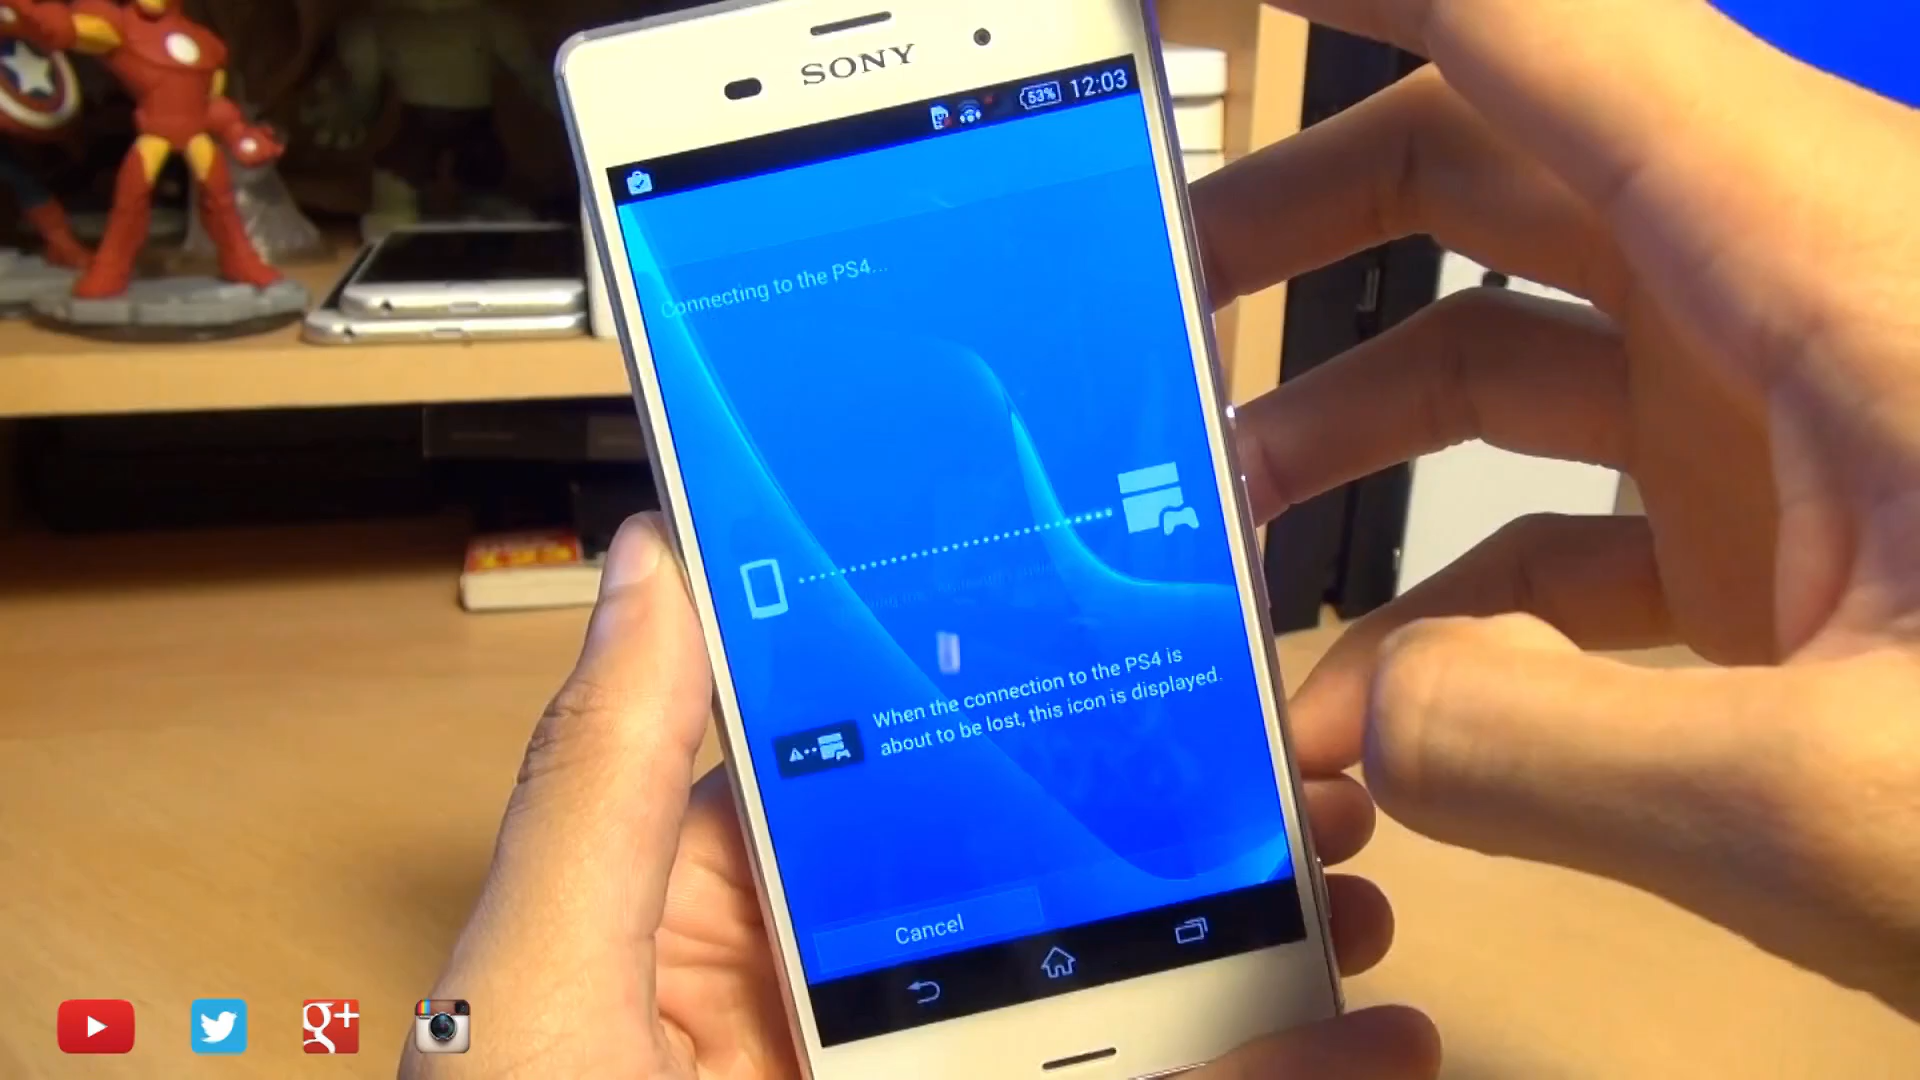 SONY
53% 12:03
Connecting to the PS4...
When the connection to the PS4 is
about to be lost, this icon is displayed.
Cancel
g+